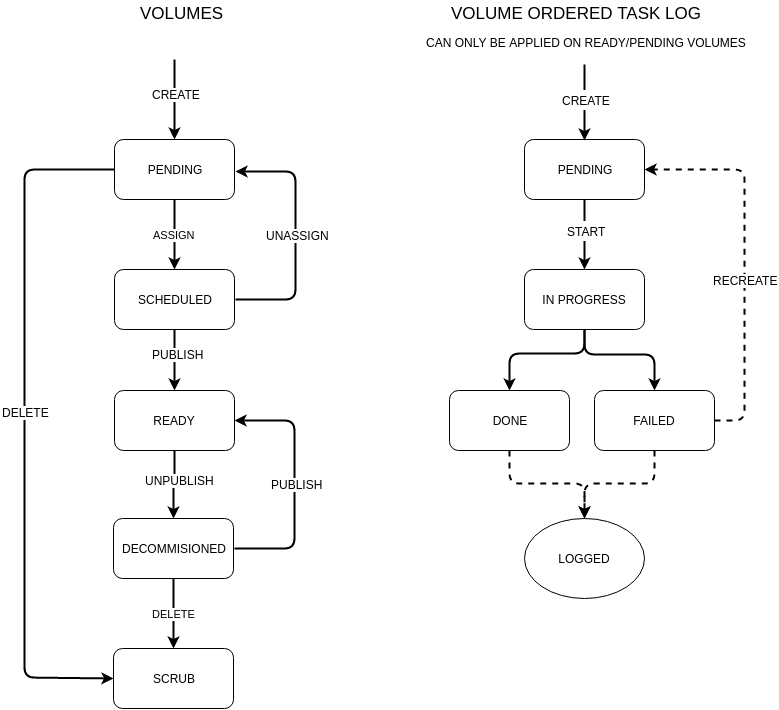 VOLUMES
CREATE
PENDING
ASSIGN
UNASSIGN
SCHEDULED
PUBLISH
DELETE
READY
UNPUBLISH
PUBLISH
DECOMMISIONED
DELETE
SCRUB
VOLUME ORDERED TASK LOG
CAN ONLY BE APPLIED ON READY/PENDING VOLUMES
CREATE
PENDING
START
RECREATE
IN PROGRESS
DONE
FAILED
LOGGED